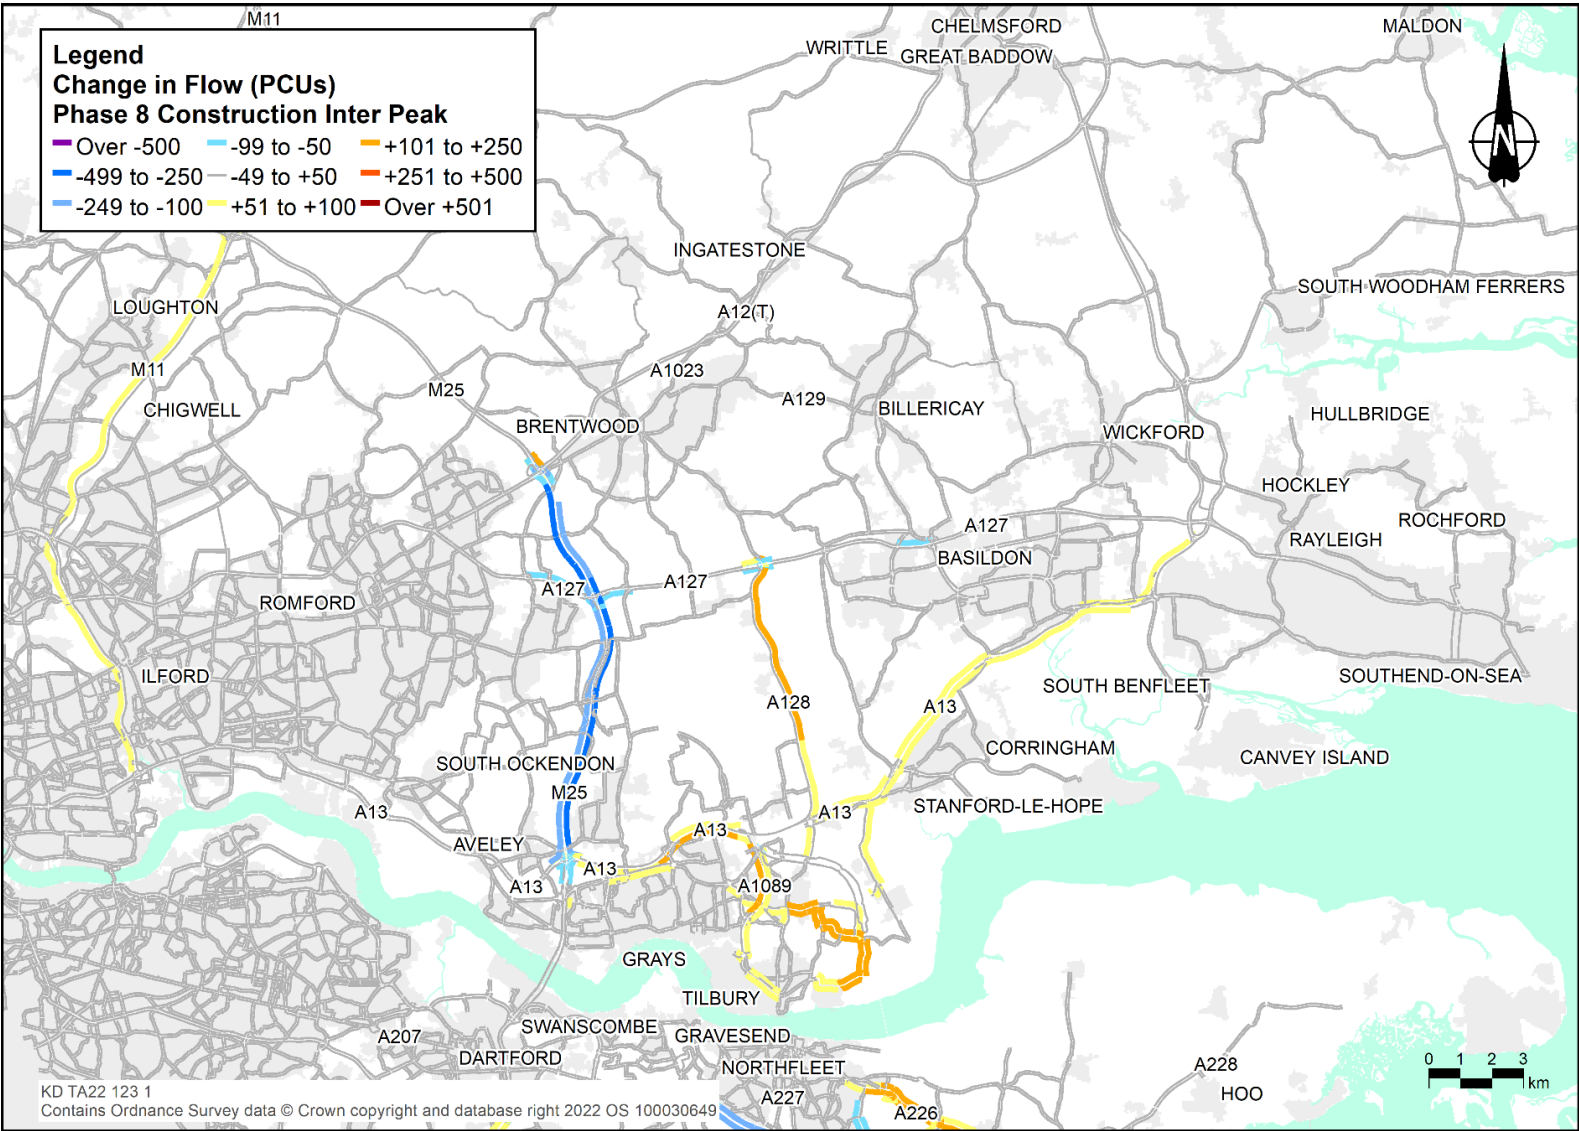 M11
CHELMSFORD
MALDON
WRITTLE
GREAT BADDOW
Legend
Change in Flow (PCUs)
Phase 8 Construction Inter Peak
Over -500
-99 to -50
+101 to +250
-499 to -250
-49 to +50
+251 to +500
-249 to -100
+51 to +100
Over +501
N
INGATESTONE
SOUTH WOODHAM FERRERS
LOUGHTON
A12(T)
M11
A1023
M25
A129
CHIGWELL
BILLERICAY
HULLBRIDGE
BRENTWOOD
WICKFORD
HOCKLEY
ROCHFORD
A127
RAYLEIGH
BASILDON
A127
A127
ROMFORD
ILFORD
SOUTH BENFLEET
SOUTHEND-ON-SEA
A128
A13
CORRINGHAM
CANVEY ISLAND
SOUTH OCKENDON
M25
STANFORD-LE-HOPE
A13
A13
A13
AVELEY
A13
A13
A1089
GRAYS
TILBURY
SWANSCOMBE
A207
GRAVESEND
DARTFORD
NORTHFLEET
A228
A227
HOO
A226
0 1 2 3
km
KD TA22 123 1
Contains Ordnance Survey data © Crown copyright and database right 2022 OS 100030649